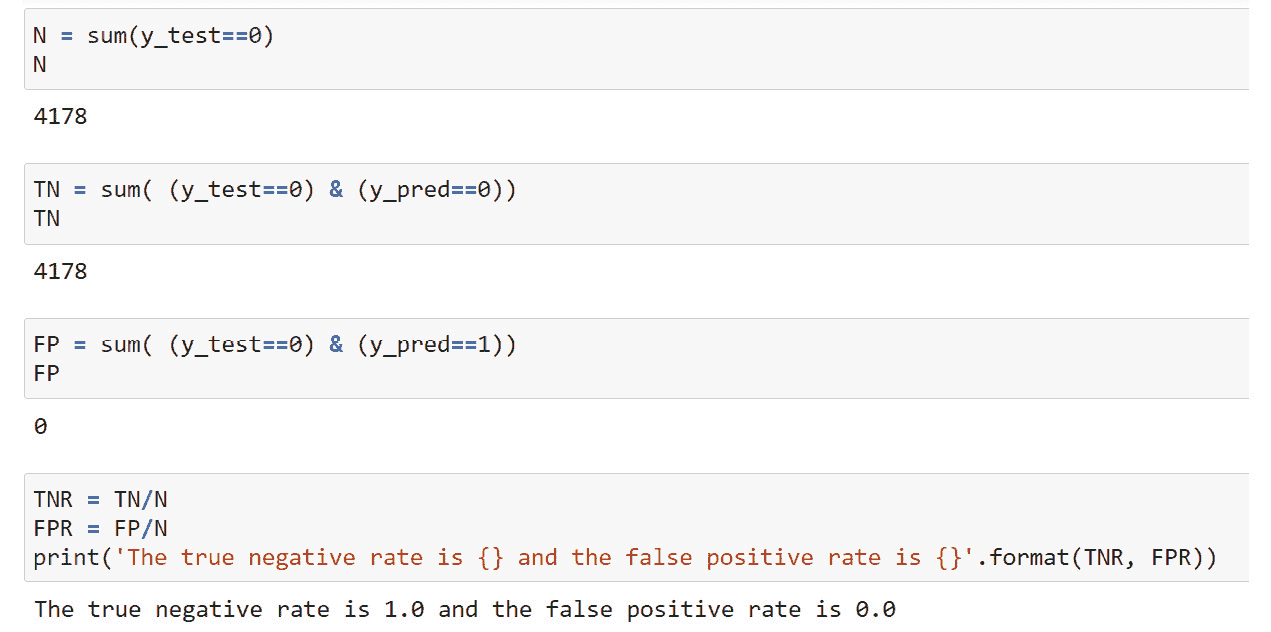 N = sum(y_test==0)
N
4178
TN = sum( (y_test==0) & (y_pred==0))
TN
4178
FP = sum( (y_test==0) & (y_pred==1))
FP
0
TNR = TN/N
FPR = FP/N
print('The true negative rate is {} and the false positive rate is {}'.format(TNR, FPR))
The true negative rate is 1.0 and the false positive rate is 0.0